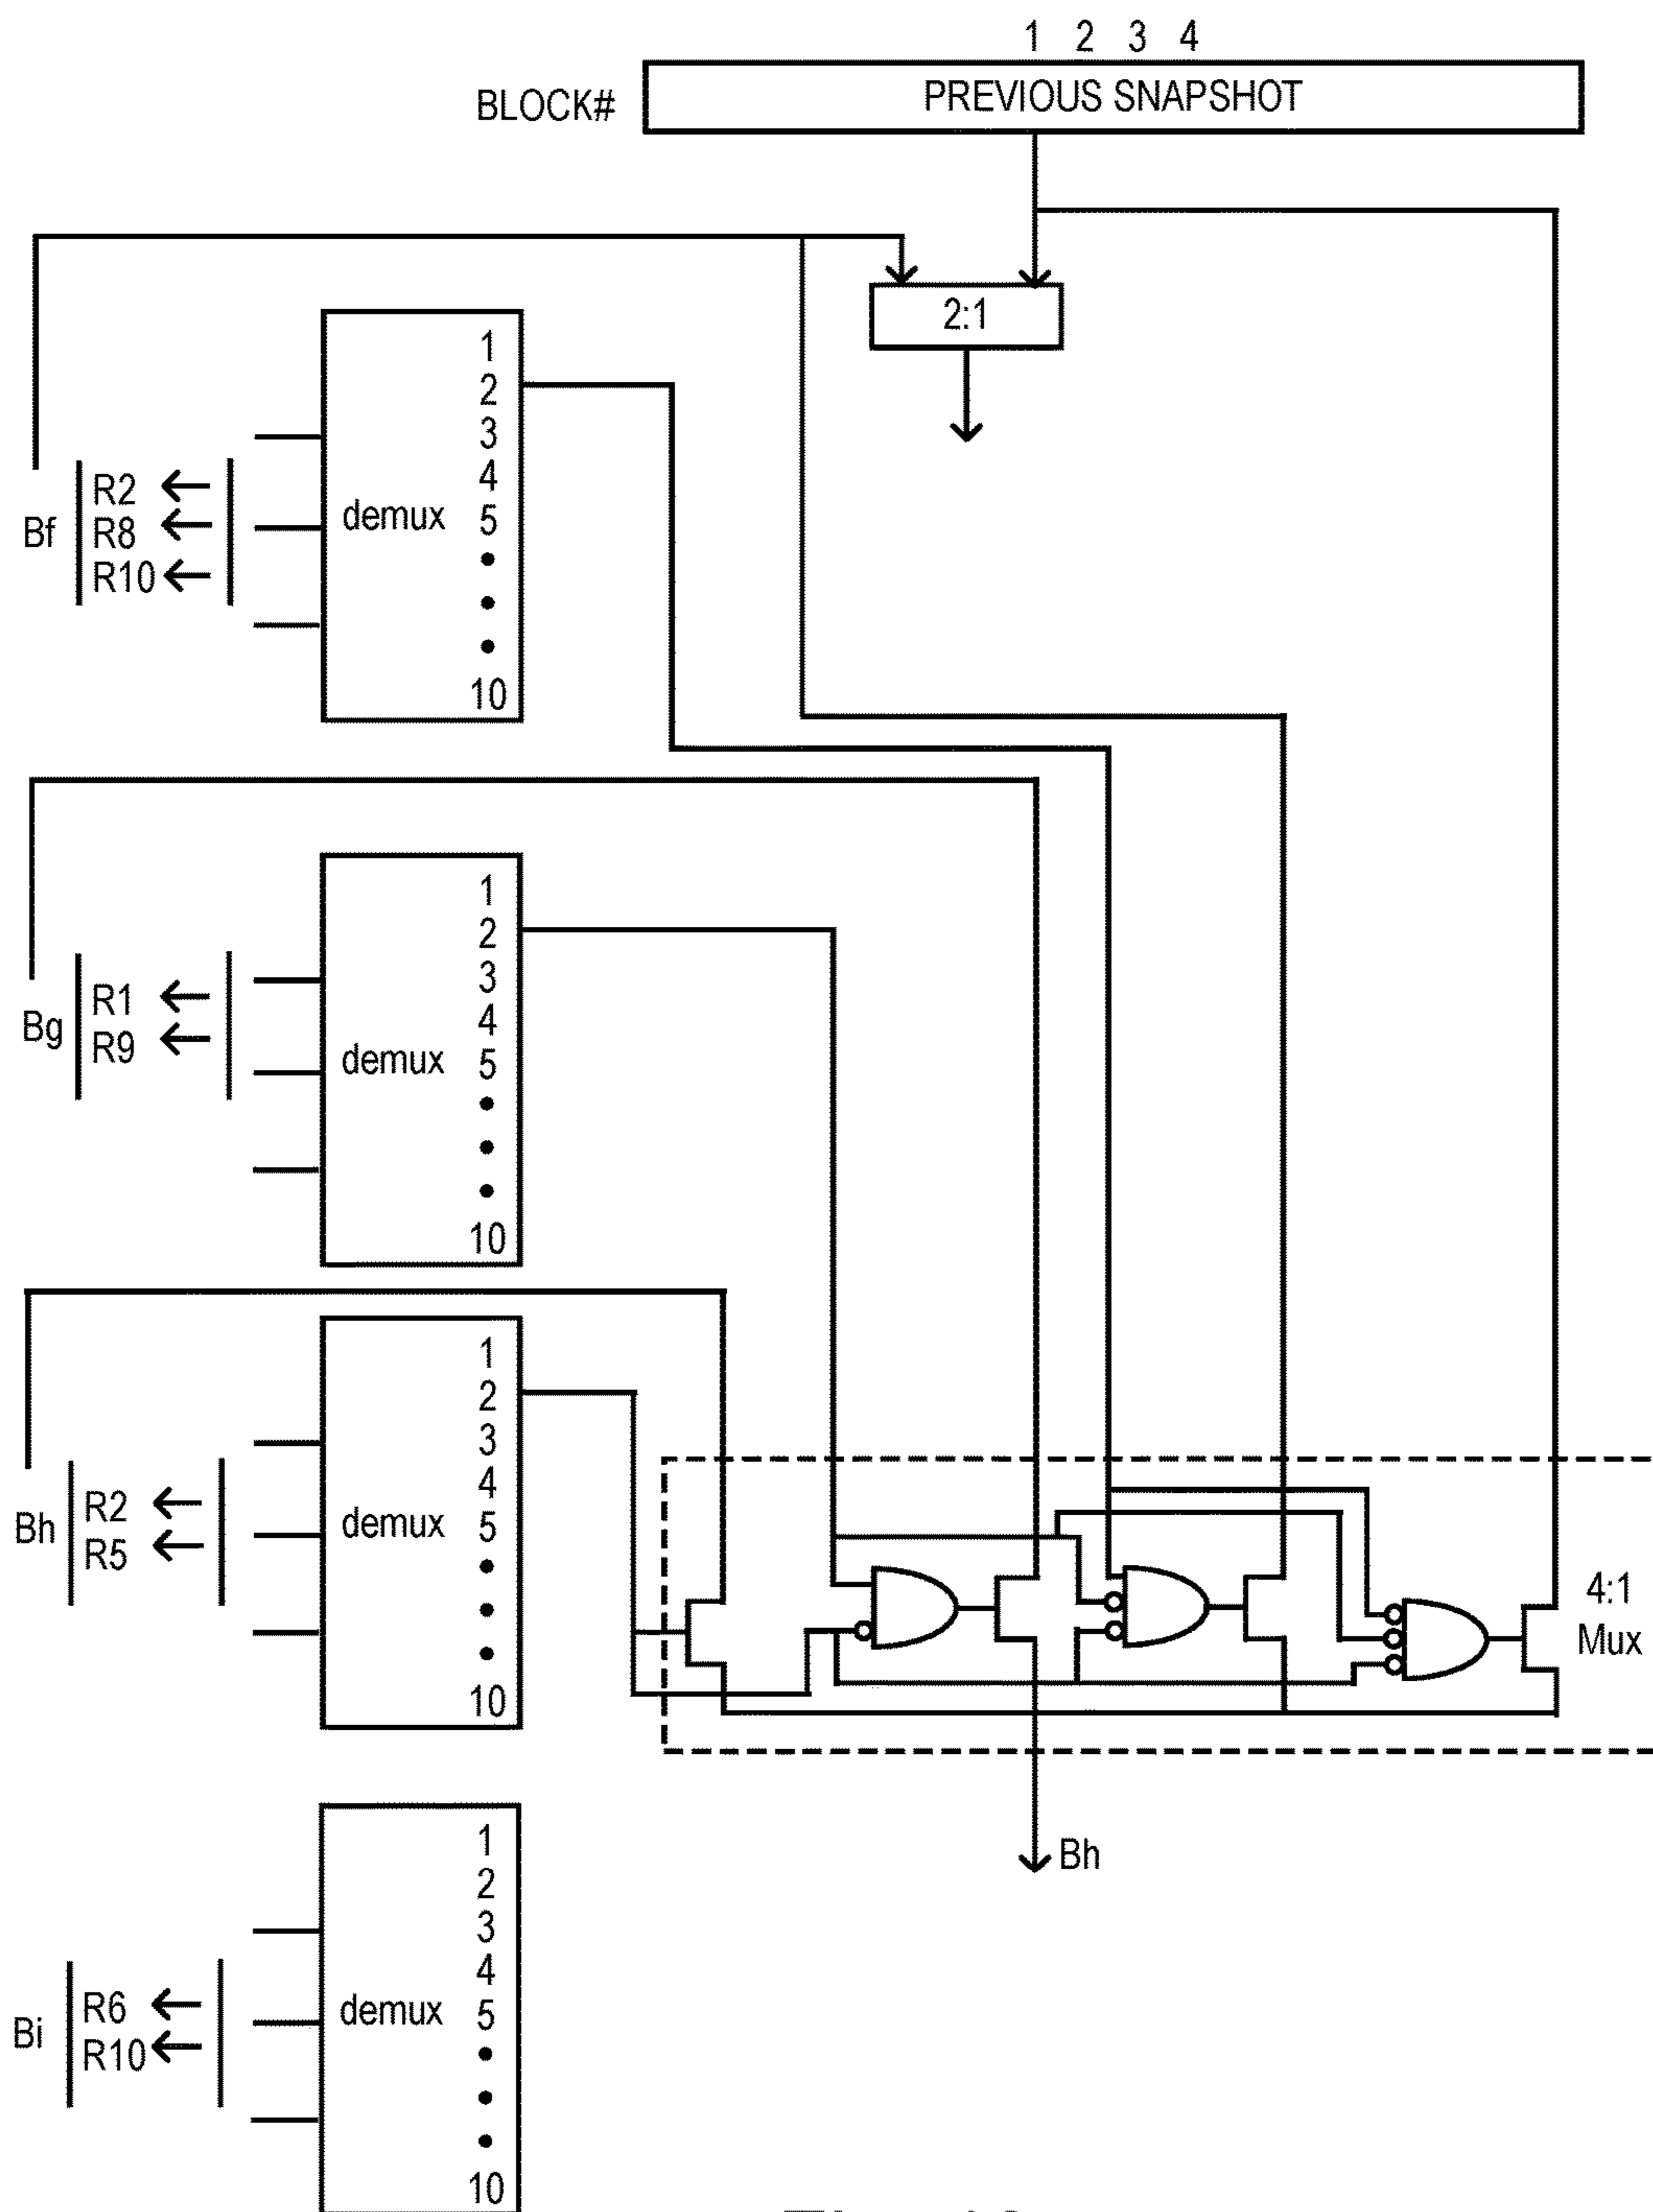 1 2 3 4
BLOCK#
PREVIOUS SNAPSHOT
2:1
Bf
R2
R8
R10
demux
1
2
3
4
5
10
Bg
R1
R9
demux
1
2
3
4
5
10
Bh
R2
R5
demux
1
2
3
4
5
10
4:1
Mux
Bh
Bi
R6
R10
demux
1
2
3
4
5
10